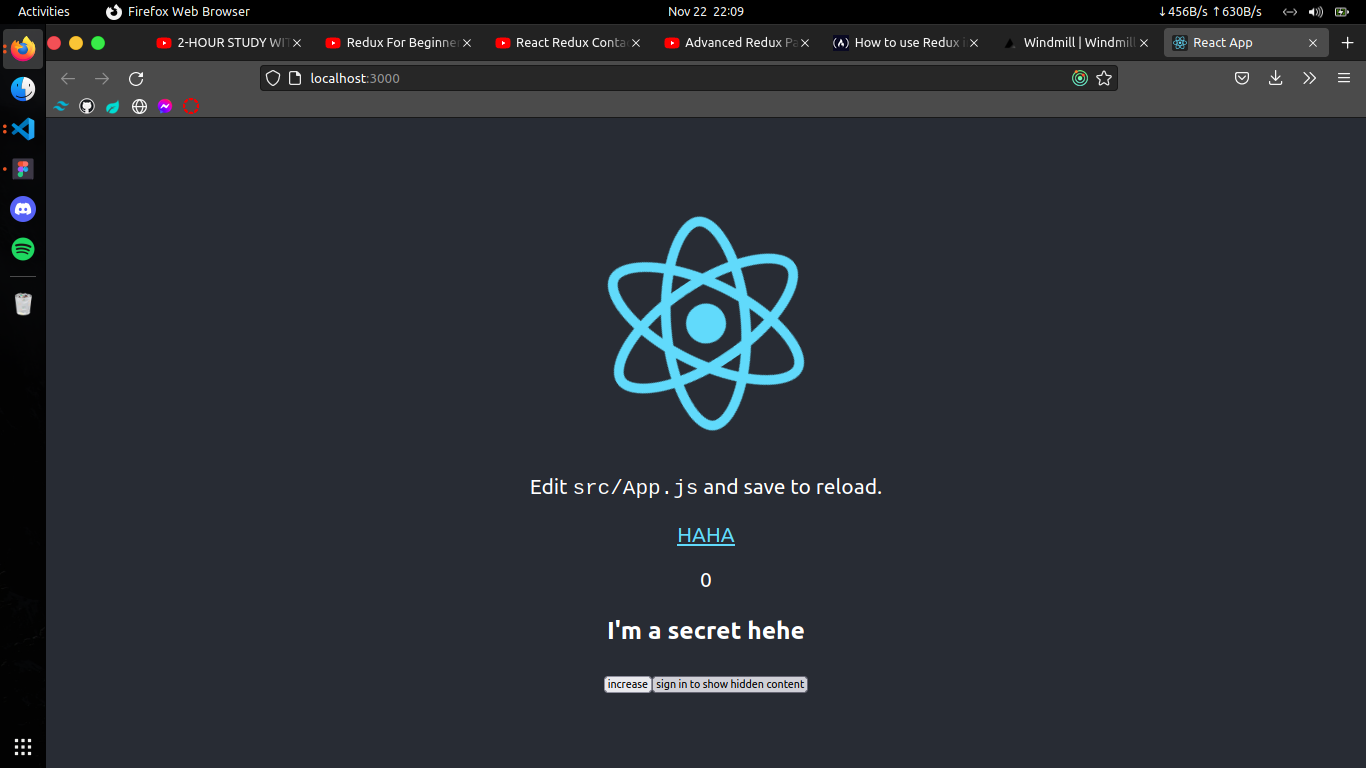 Activities Firefox Web Browser Nov 22 22:09 ↓456B/s ↑630B/s
2-HOUR STUDY WIT Redux For Beginner React Redux Conta Advanced Redux Pa How to use Redux i Windmill | Windmill React App
localhost:3000
Edit src/App.js and save to reload.
HAHA
0
I'm a secret hehe
increase sign in to show hidden content